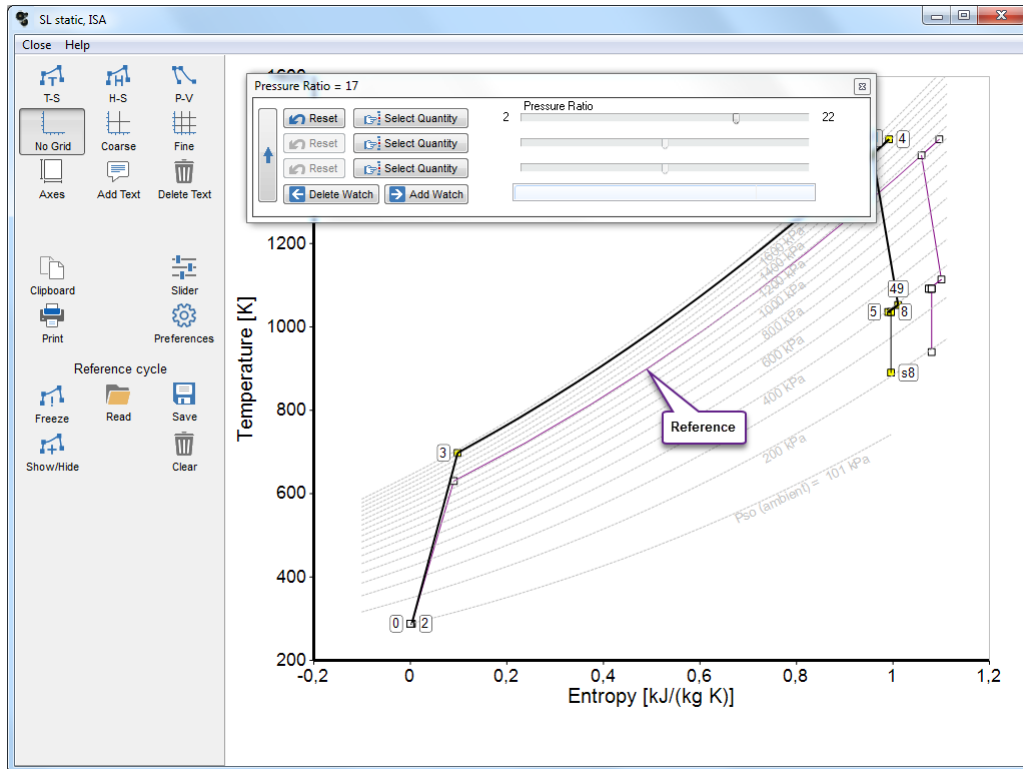 SL static, ISA
Close Help
T-S H-S P-V
No Grid Coarse Fine
Axes Add Text Delete Text
Clipboard Slider
Print Preferences
Reference cycle
Freeze Read Save
Show/Hide Clear
Pressure Ratio = 17
Pressure Ratio
Reset Select Quantity 2 22
Reset Select Quantity
Reset Select Quantity
Delete Watch Add Watch
4
1200
1000
800
600
400
200
Temperature [K]
1600 kPa
1400 kPa
1200 kPa
1000 kPa
800 kPa
600 kPa
400 kPa
200 kPa
Pso (ambient) = 101 kPa
49
5 8
s8
Reference
3
0 2
-0,2 0 0,2 0,4 0,6 0,8 1 1,2
Entropy [kJ/(kg K)]